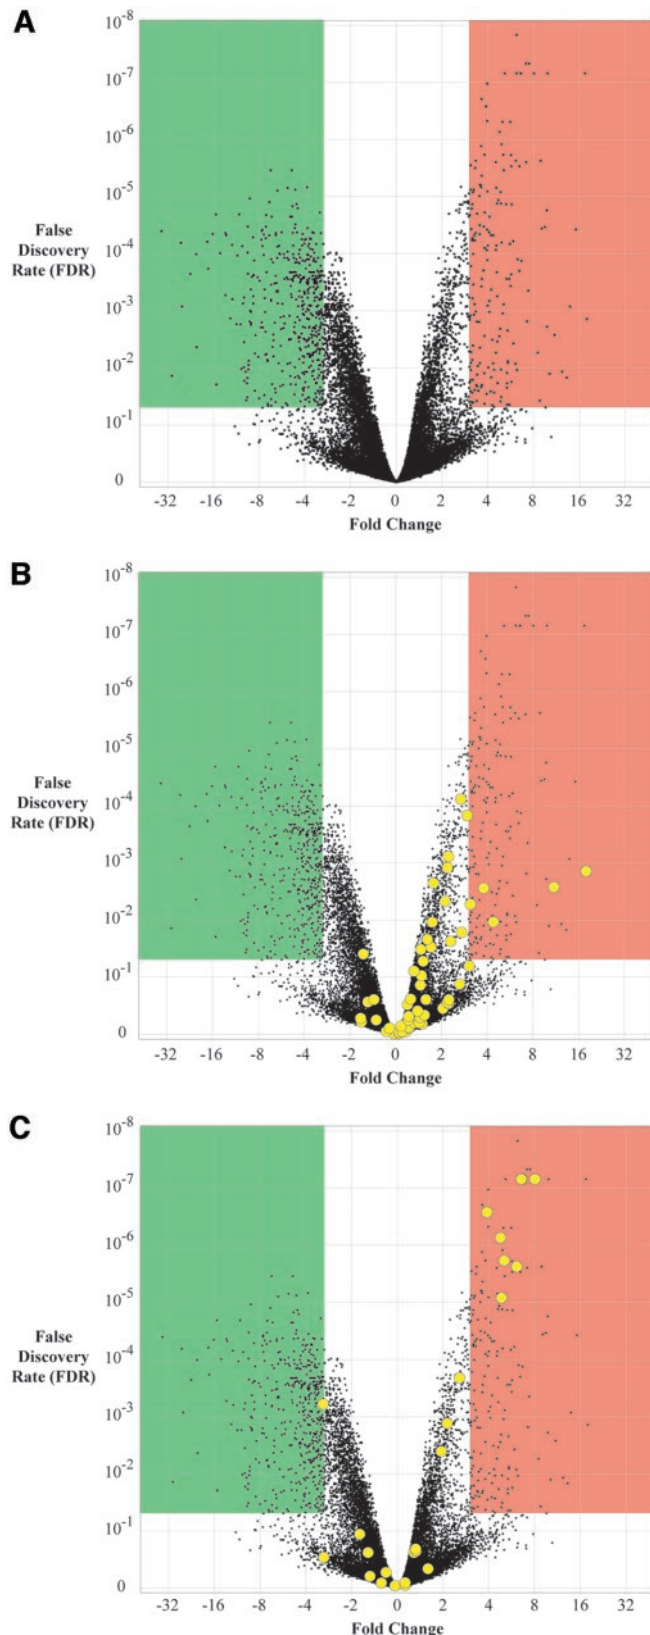 A
10-8
10-7
10-6
10-5
False
Discovery
Rate (FDR)
10-4
10-3
10-2
10-1
0
-32 -16 -8 -4 -2 0 2 4 8 16 32
Fold Change
B
10-8
10-7
10-6
10-5
False
Discovery
Rate (FDR)
10-4
10-3
10-2
10-1
0
-32 -16 -8 -4 -2 0 2 4 8 16 32
Fold Change
C
10-8
10-7
10-6
10-5
False
Discovery
Rate (FDR)
10-4
10-3
10-2
10-1
0
-32 -16 -8 -4 -2 0 2 4 8 16 32
Fold Change